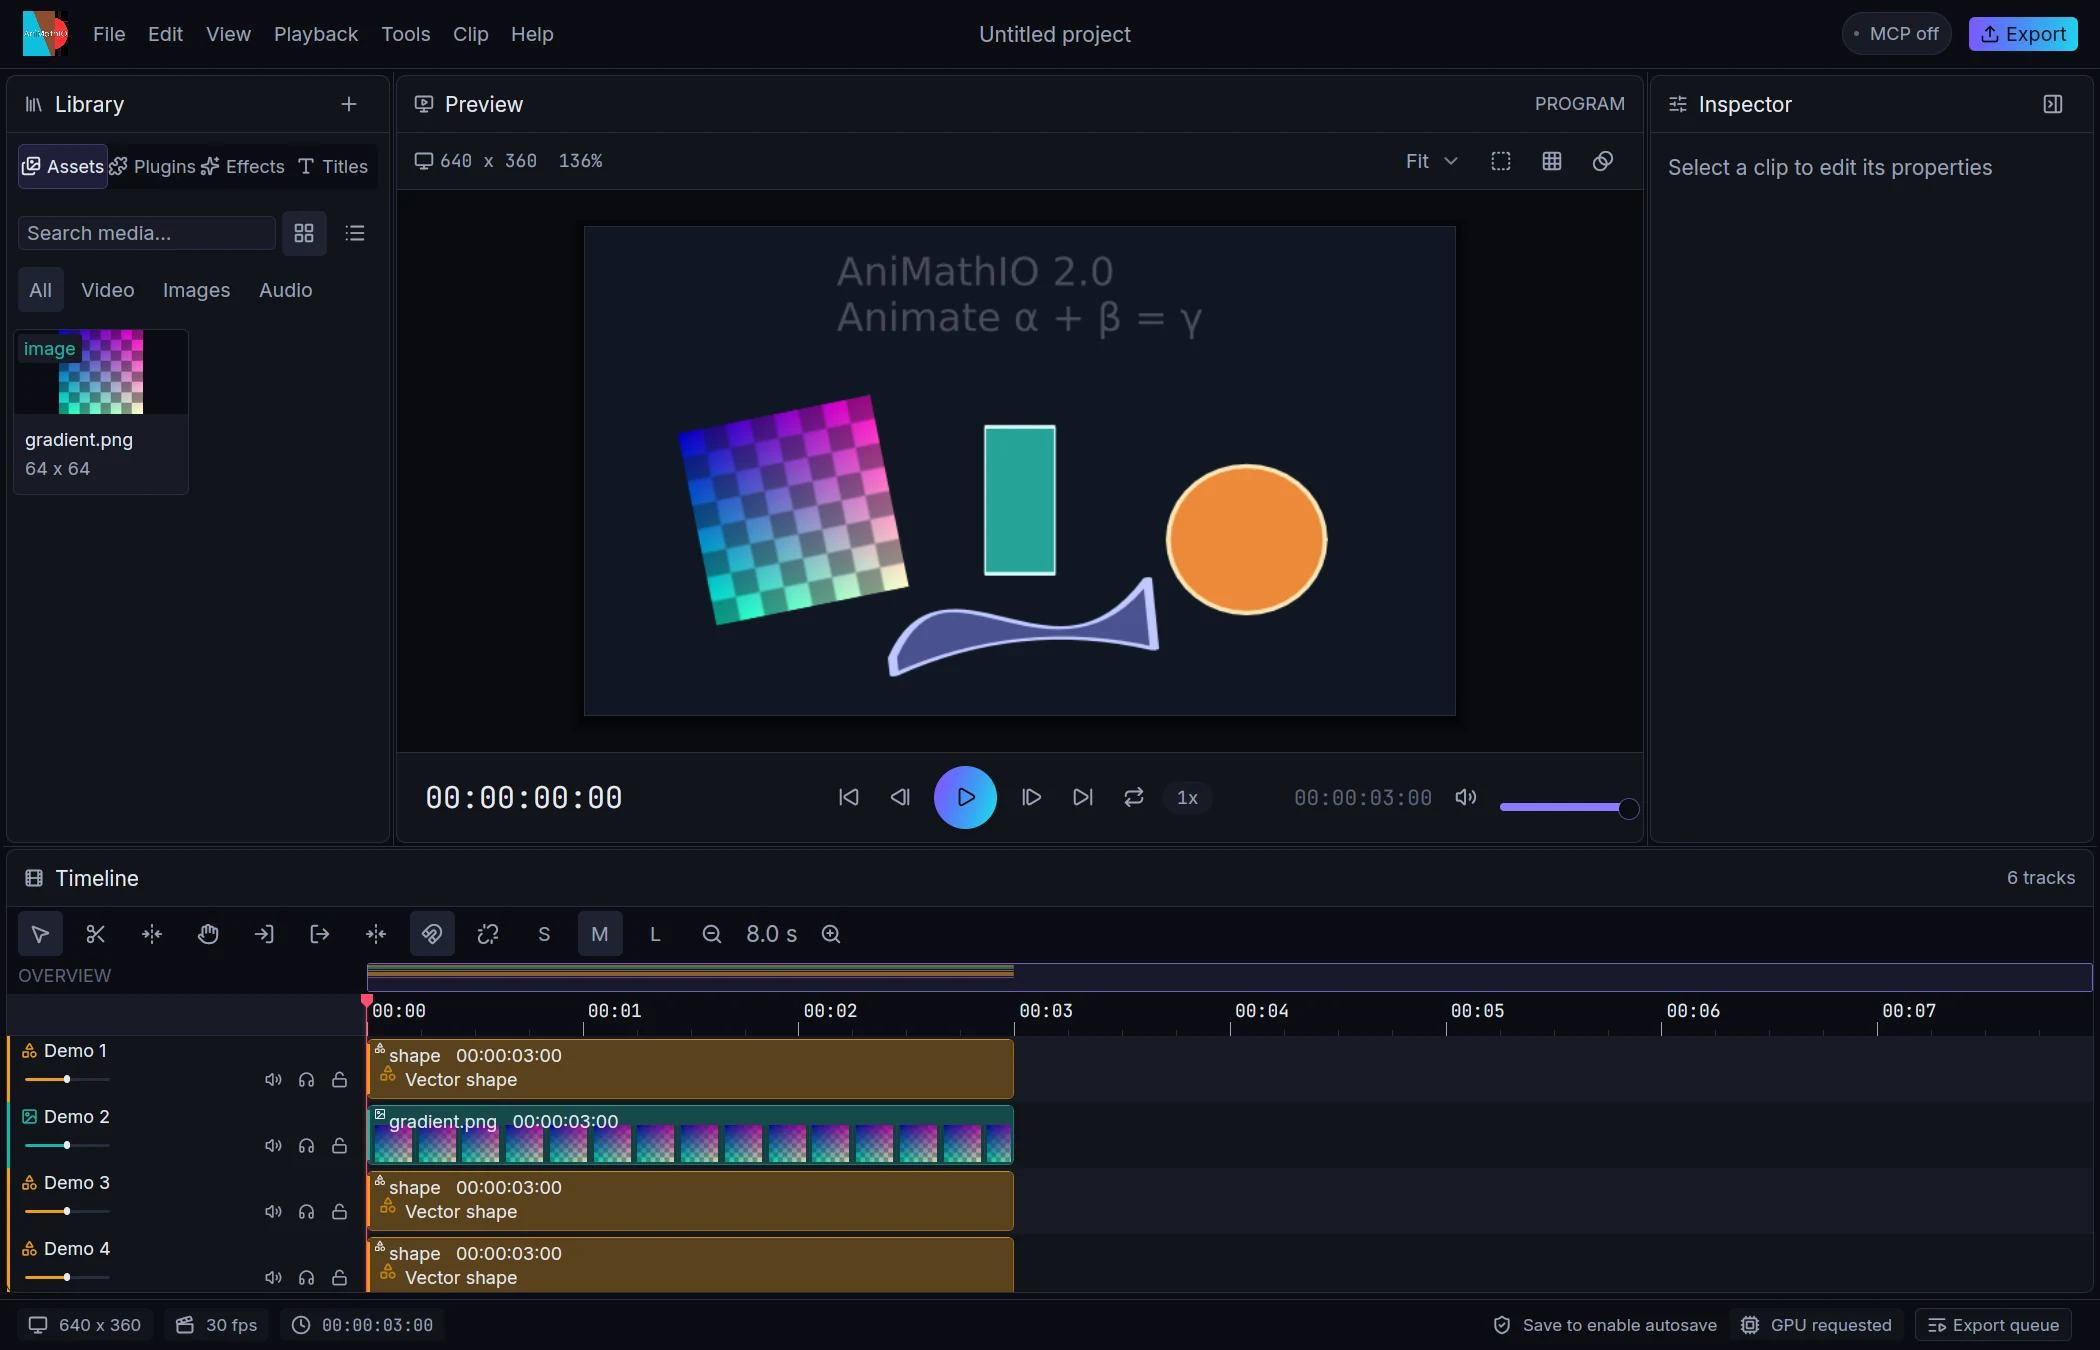 AniMathIO
File Edit View Playback Tools Clip Help
Untitled project
MCP off
Export
Library
Assets Plugins Effects Titles
Search media...
All Video Images Audio
image
gradient.png
64 x 64
Preview
PROGRAM
640 x 360 136%
Fit
AniMathIO 2.0
Animate α + β = γ
00:00:00:00
1x
00:00:03:00
Inspector
Select a clip to edit its properties
Timeline
6 tracks
S M L 8.0 s
OVERVIEW
00:00 00:01 00:02 00:03 00:04 00:05 00:06 00:07
Demo 1
shape 00:00:03:00
Vector shape
Demo 2
gradient.png 00:00:03:00
Demo 3
shape 00:00:03:00
Vector shape
Demo 4
shape 00:00:03:00
Vector shape
640 x 360
30 fps
00:00:03:00
Save to enable autosave
GPU requested
Export queue